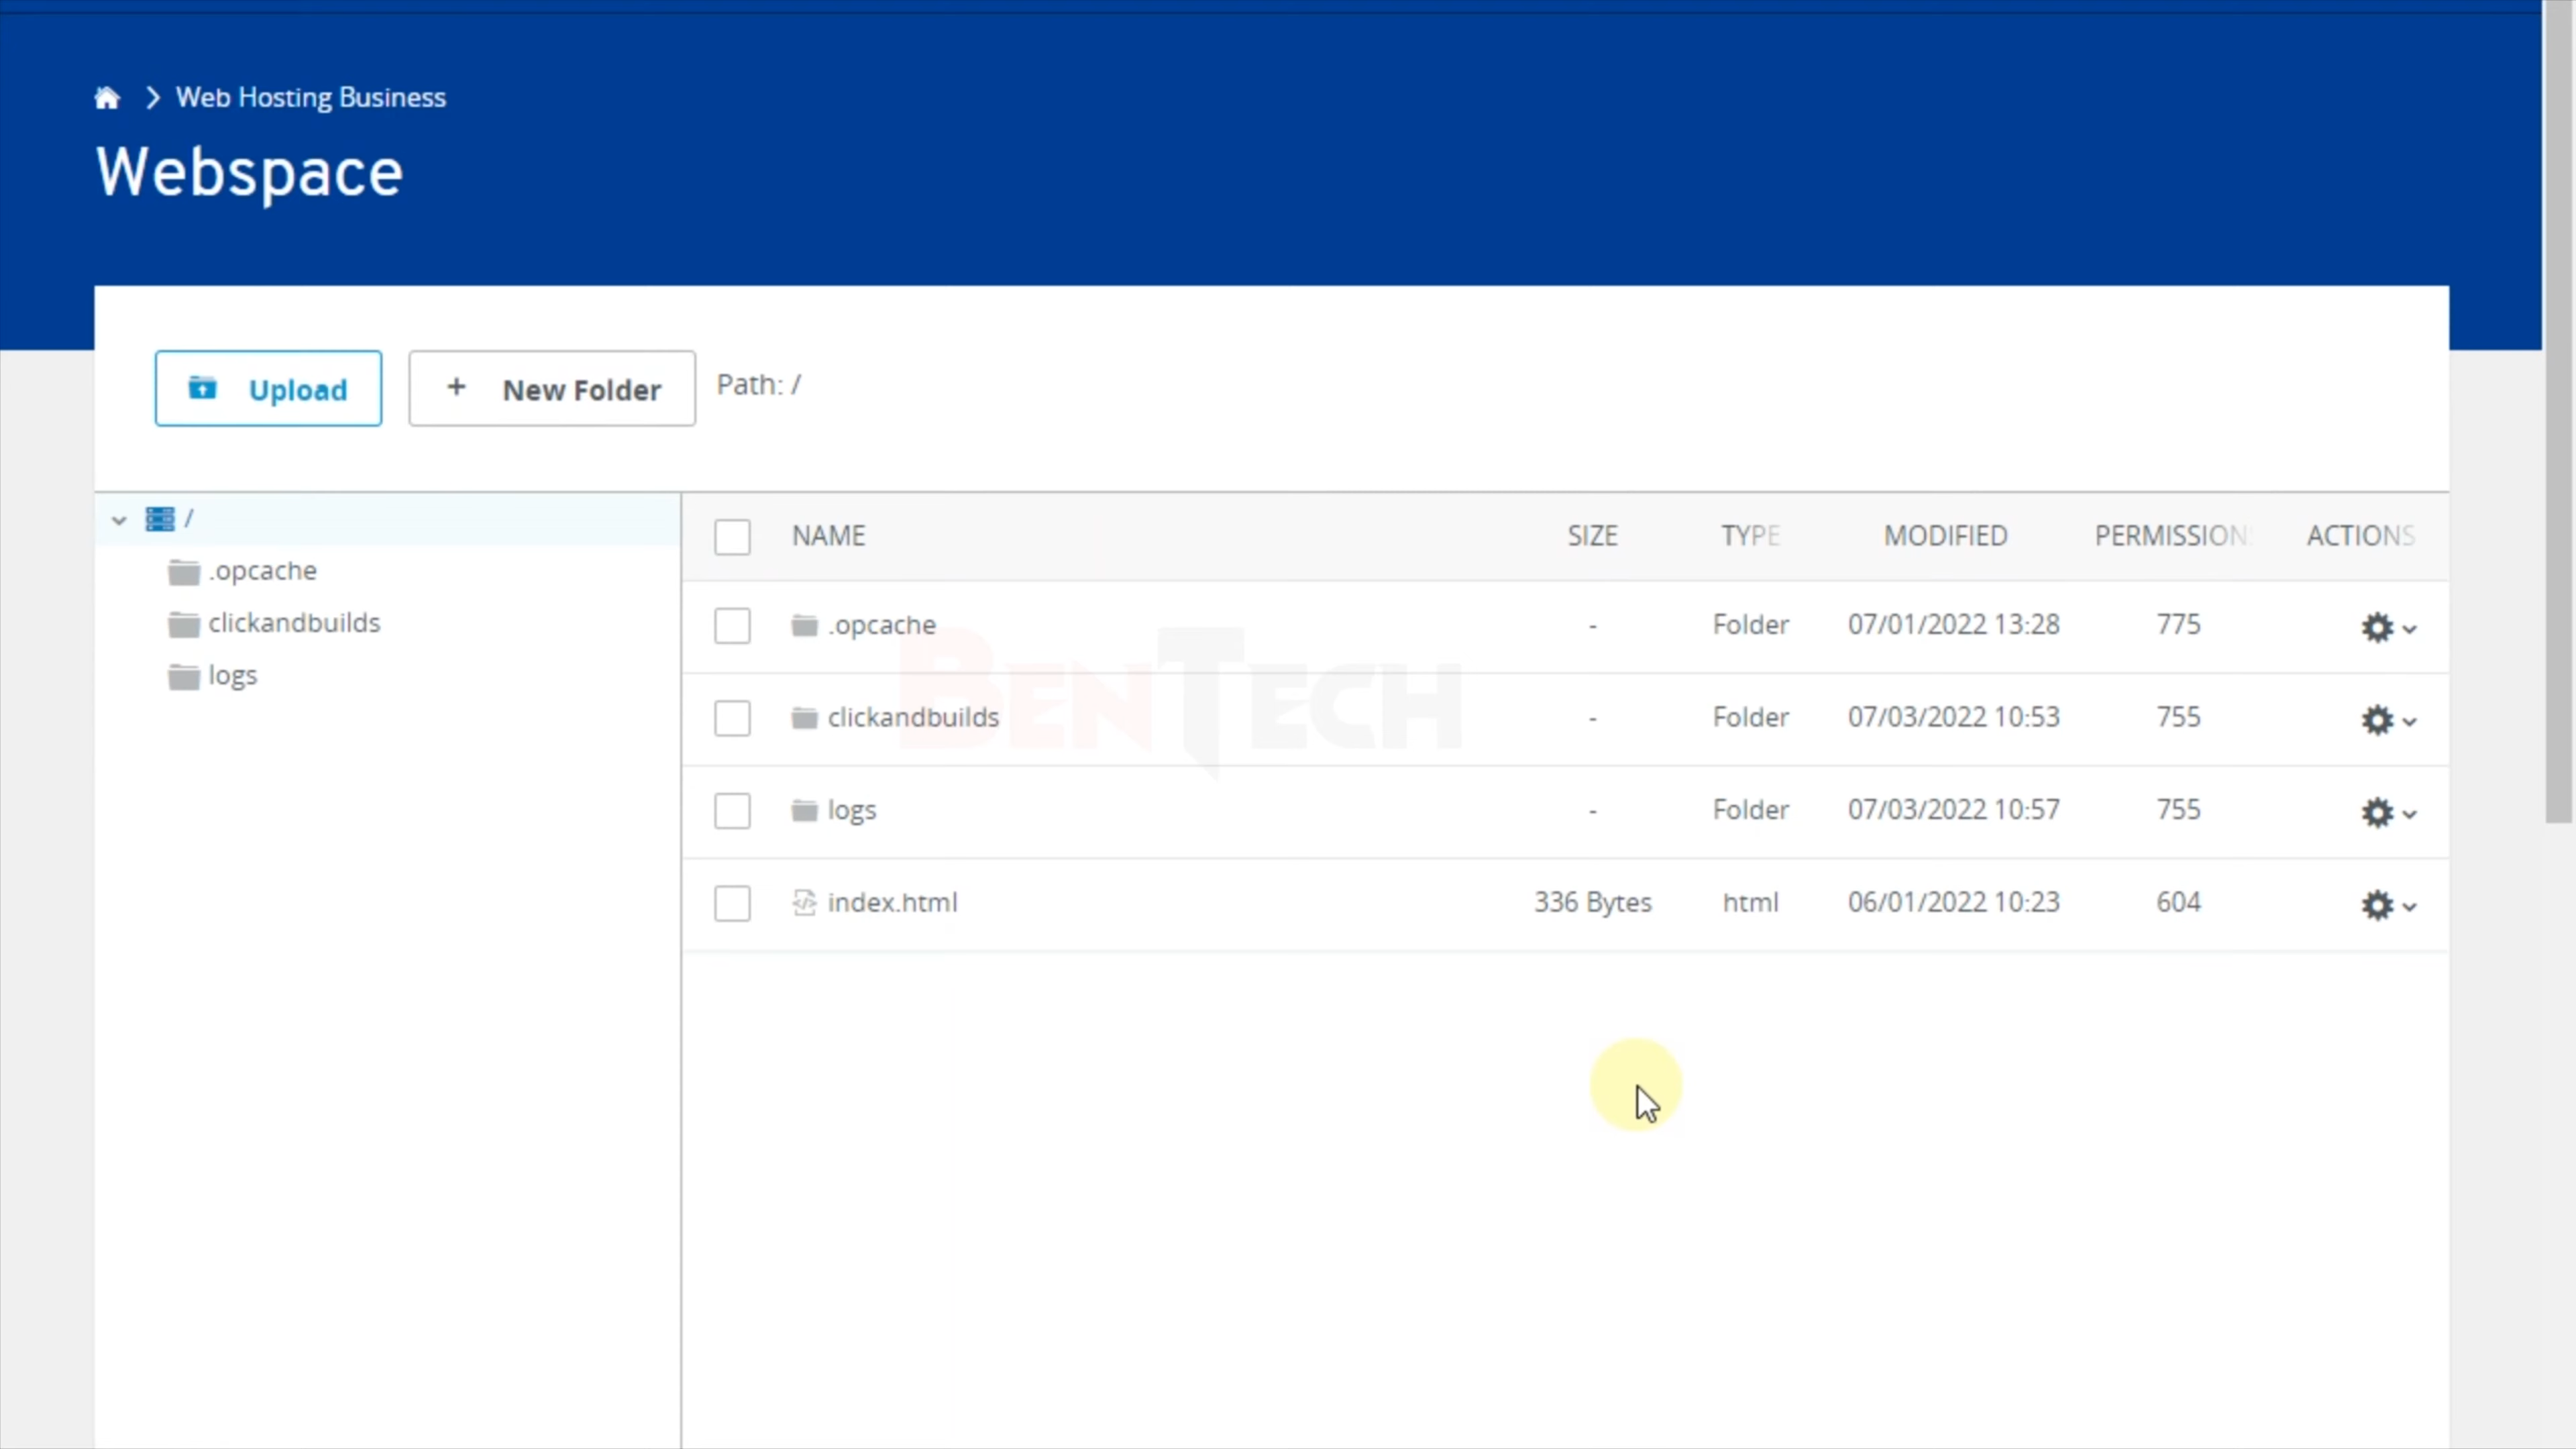 Web Hosting Business
Webspace
Upload
+ New Folder
Path: /
/
.opcache
clickandbuilds
logs
NAME SIZE TYPE MODIFIED PERMISSION ACTIONS
.opcache - Folder 07/01/2022 13:28 775
clickandbuilds - Folder 07/03/2022 10:53 755
logs - Folder 07/03/2022 10:57 755
index.html 336 Bytes html 06/01/2022 10:23 604
BENTECH